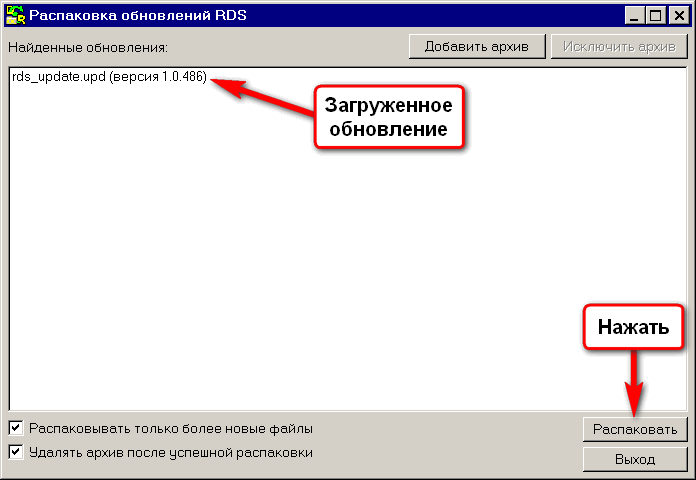 Распаковка обновлений RDS
Найденные обновления:
Добавить архив
Исключить архив
rds_update.upd (версия 1.0.486)
Загруженное
обновление
Нажать
Распаковывать только более новые файлы
Распаковать
Удалять архив после успешной распаковки
Выход